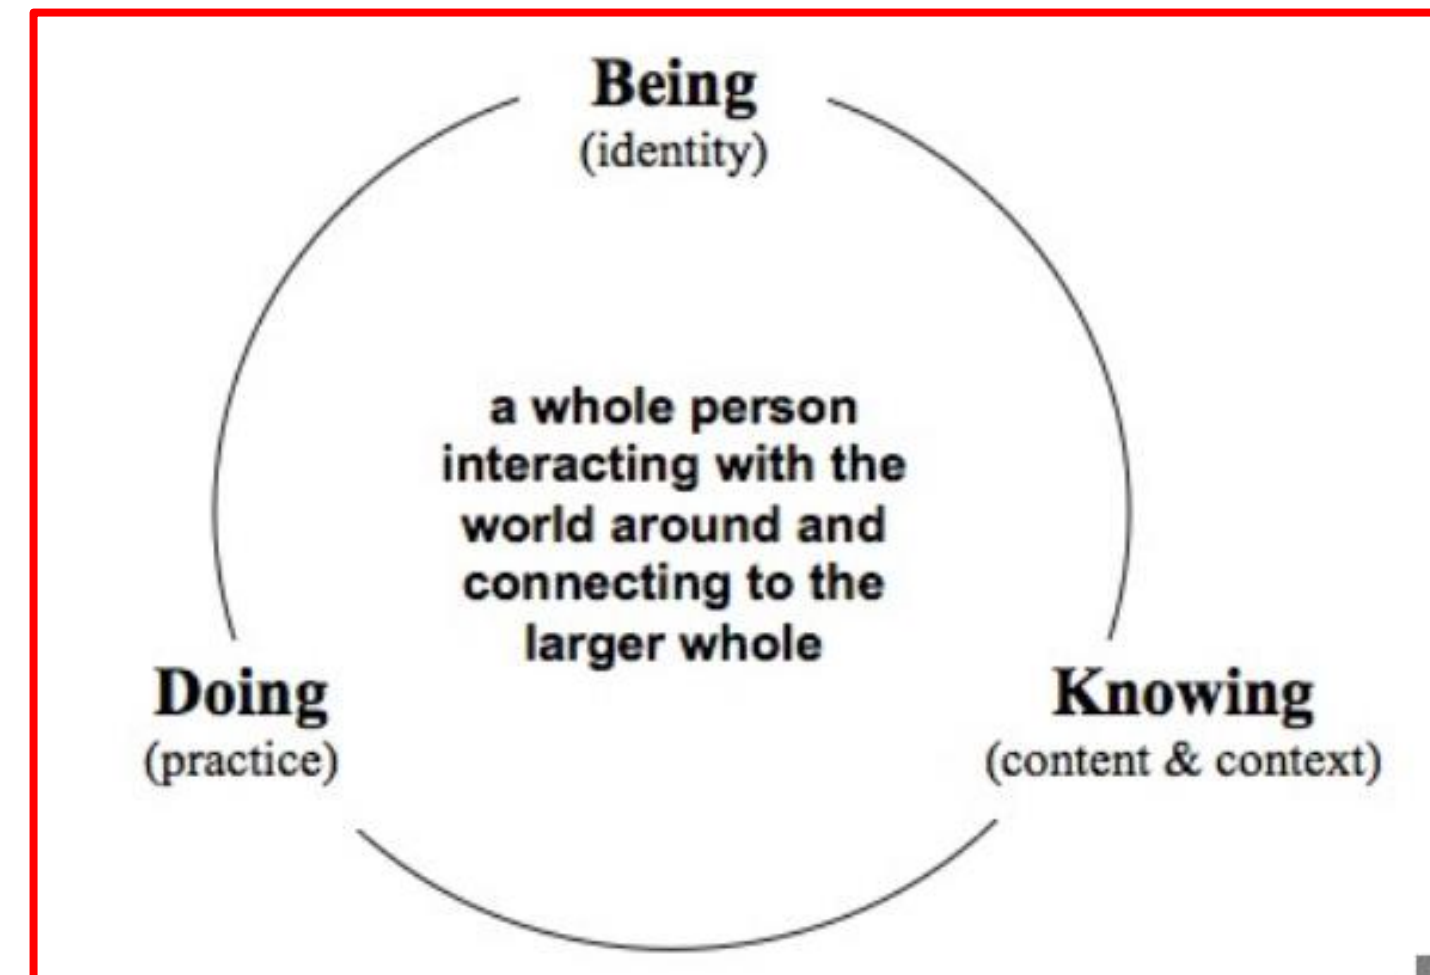 Being
(identity)
a whole person
interacting with the
world around and
connecting to the
larger whole
Doing
(practice)
Knowing
(content & context)